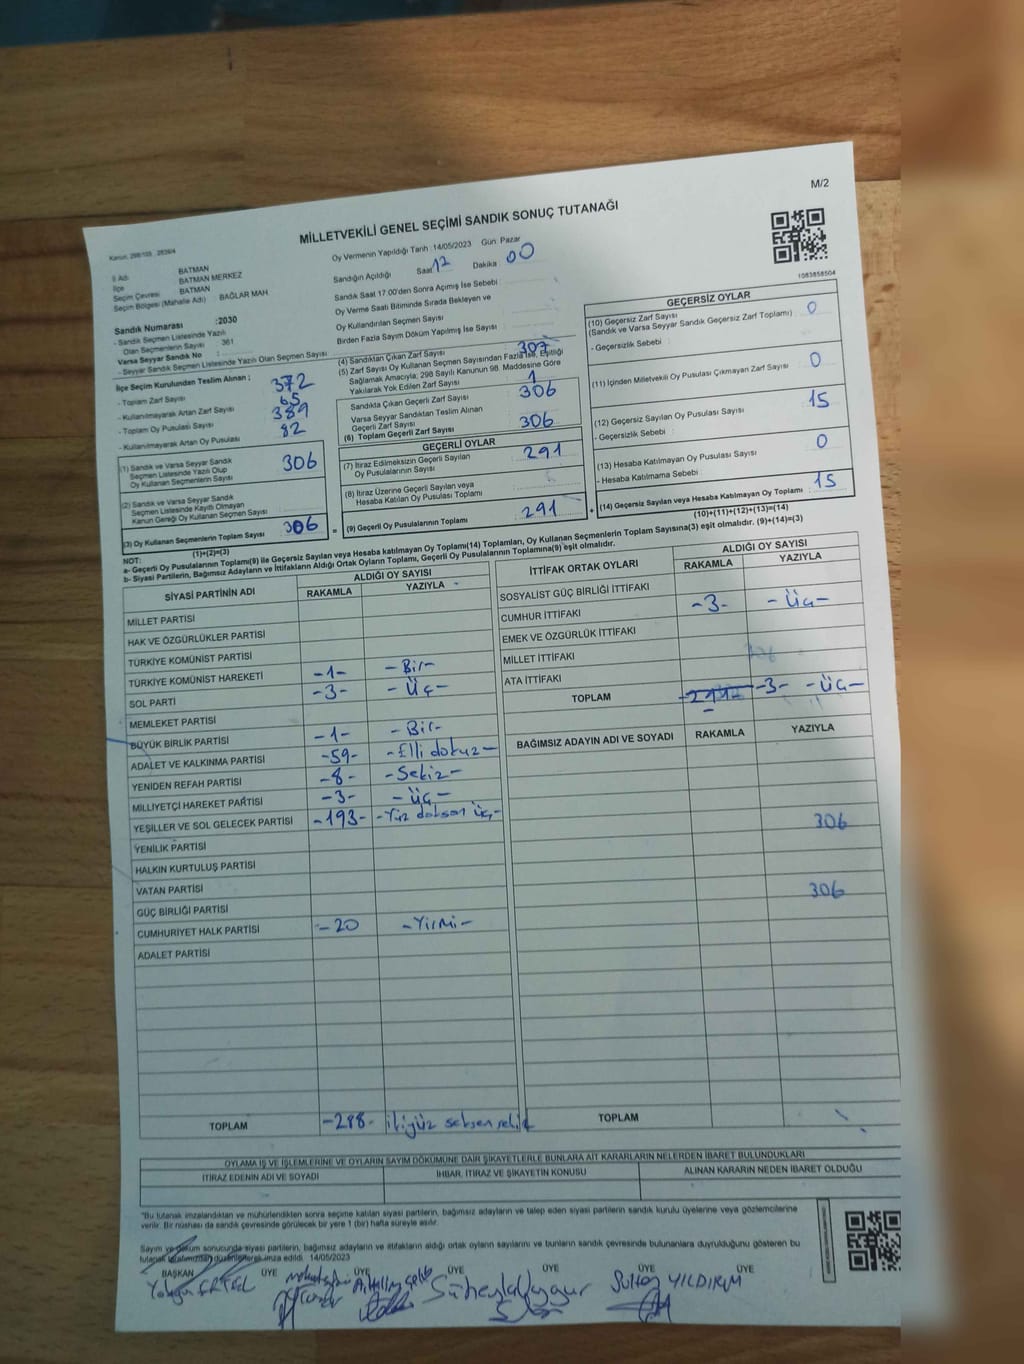 M/2
MİLLETVEKİLİ GENEL SEÇİMİ SANDIK SONUÇ TUTANAĞI
1083858504
İl Adı BATMAN
İlçe BATMAN MERKEZ
Seçim Çevresi BATMAN
Seçim Bölgesi (Mahalle Adı) : BAĞLAR MAH
Sandık Numarası :2030
- Sandık Seçmen Listesinde Yazılı
Olan Seçmenlerin Sayısı : 361
Varsa Seyyar Sandık No :
- Seyyar Sandık Seçmen Listesinde Yazılı Olan Seçmen Sayısı :
İlçe Seçim Kurulundan Teslim Alınan ;
- Toplam Zarf Sayısı 372
- Kullanılmayarak Artan Zarf Sayısı 65
- Toplam Oy Pusulası Sayısı 389
- Kullanılmayarak Artan Oy Pusulası 82
(1) Sandık ve Varsa Seyyar Sandık
Seçmen Listesinde Yazılı Olup
Oy Kullanan Seçmenlerin Sayısı 306
(2) Sandık ve Varsa Seyyar Sandık
Seçmen Listesinde Kayıtlı Olmayan
Kanun Gereği Oy Kullanan Seçmen Sayısı
(3) Oy Kullanan Seçmenlerin Toplam Sayısı 306
(1)+(2)=(3)
Oy Vermenin Yapıldığı Tarih :14/05/2023 Gün: Pazar
Sandığın Açıldığı Saat 12 Dakika 00
Sandık Saat 17:00'den Sonra Açımış İse Sebebi
Oy Verme Saati Bitiminde Sırada Bekleyen ve
Oy Kullandırılan Seçmen Sayısı
Birden Fazla Sayım Döküm Yapılmış İse Sayısı
(4) Sandıktan Çıkan Zarf Sayısı 307
(5) Zarf Sayısı Oy Kullanan Seçmen Sayısından Fazla İse, Eşitliği
Sağlamak Amacıyla; 298 Sayılı Kanunun 98. Maddesine Göre
Yakılarak Yok Edilen Zarf Sayısı 1
Sandıkta Çıkan Geçerli Zarf Sayısı 306
Varsa Seyyar Sandıktan Teslim Alınan
Geçerli Zarf Sayısı
(6) Toplam Geçerli Zarf Sayısı 306
GEÇERLİ OYLAR
(7) İtiraz Edilmeksizin Geçerli Sayılan
Oy Pusulalarının Sayısı 291
(8) İtiraz Üzerine Geçerli Sayılan veya
Hesaba Katılan Oy Pusulası Toplamı
= (9) Geçerli Oy Pusulalarının Toplamı 291 +
GEÇERSİZ OYLAR
(10) Geçersiz Zarf Sayısı 0
(Sandık ve Varsa Seyyar Sandık Geçersiz Zarf Toplamı)
- Geçersizlik Sebebi :
(11) İçinden Milletvekili Oy Pusulası Çıkmayan Zarf Sayısı 0
(12) Geçersiz Sayılan Oy Pusulası Sayısı 15
- Geçersizlik Sebebi :
(13) Hesaba Katılmayan Oy Pusulası Sayısı 0
- Hesaba Katılmama Sebebi :
(14) Geçersiz Sayılan veya Hesaba Katılmayan Oy Toplamı 15
(10)+(11)+(12)+(13)=(14)
NOT:
a- Geçerli Oy Pusulalarının Toplamı(9) ile Geçersiz Sayılan veya Hesaba katılmayan Oy Toplamı(14) Toplamları, Oy Kullanan Seçmenlerin Toplam Sayısına(3) eşit olmalıdır. (9)+(14)=(3)
b- Siyasi Partilerin, Bağımsız Adayların ve İttifakların Aldığı Ortak Oyların Toplamı, Geçerli Oy Pusulalarının Toplamına(9) eşit olmalıdır.
SİYASİ PARTİNİN ADI ALDIĞI OY SAYISI
RAKAMLA YAZIYLA
MİLLET PARTİSİ
HAK VE ÖZGÜRLÜKLER PARTİSİ
TÜRKİYE KOMÜNİST PARTİSİ
TÜRKİYE KOMÜNİST HAREKETİ -1- -Bir-
SOL PARTİ -3- -Üç-
MEMLEKET PARTİSİ
BÜYÜK BİRLİK PARTİSİ -1- -Bir-
ADALET VE KALKINMA PARTİSİ -59- -Elli dokuz-
YENİDEN REFAH PARTİSİ -8- -Sekiz-
MİLLİYETÇİ HAREKET PARTİSİ -3- -Üç-
YEŞİLLER VE SOL GELECEK PARTİSİ -193- -Yüz doksan üç-
YENİLİK PARTİSİ
HALKIN KURTULUŞ PARTİSİ
VATAN PARTİSİ
GÜÇ BİRLİĞİ PARTİSİ
CUMHURİYET HALK PARTİSİ -20 -Yirmi-
ADALET PARTİSİ
TOPLAM -288- ikiyüz seksen sekiz
İTTİFAK ORTAK OYLARI ALDIĞI OY SAYISI
RAKAMLA YAZIYLA
SOSYALİST GÜÇ BİRLİĞİ İTTİFAKI
CUMHUR İTTİFAKI -3- -Üç-
EMEK VE ÖZGÜRLÜK İTTİFAKI
MİLLET İTTİFAKI 306
ATA İTTİFAKI
TOPLAM -3- -Üç-
BAĞIMSIZ ADAYIN ADI VE SOYADI RAKAMLA YAZIYLA
306
306
TOPLAM
OYLAMA İŞ VE İŞLEMLERİNE VE OYLARIN SAYIM DÖKÜMÜNE DAİR ŞİKAYETLERLE BUNLARA AİT KARARLARIN NELERDEN İBARET BULUNDUKLARI
İTİRAZ EDENİN ADI VE SOYADI İHBAR, İTİRAZ VE ŞİKAYETİN KONUSU ALINAN KARARIN NEDEN İBARET OLDUĞU
"Bu tutanak imzalandıktan ve mühürlendikten sonra seçime katılan siyasi partilerin, bağımsız adayların ve talep eden siyasi partilerin sandık kurulu üyelerine veya gözlemcilerine
verilir. Bir nüshası da sandık çevresinde görülecek bir yere 1 (bir) hafta süreyle asılır.
Sayım ve döküm sonucunda siyasi partilerin, bağımsız adayların ve ittifakların aldığı ortak oyların sayılarını ve bunların sandık çevresinde bulunanlara duyrulduğunu gösteren bu
tutanak tarafımızdan düzenlenerek imza edildi. 14/05/2023
BAŞKAN ÜYE ÜYE ÜYE ÜYE ÜYE
Süheyla Uygur YILDIRIM